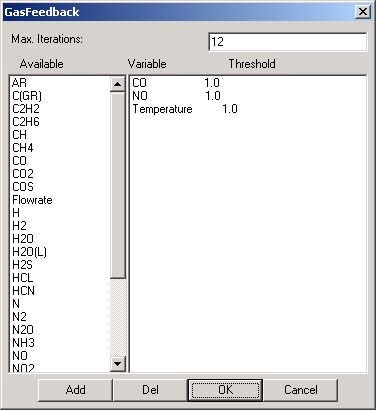 GasFeedback
Max. Iterations: 12
Available Variable Threshold
AR
C(GR)
C2H2
C2H6
CH
CH4
CO
CO2
COS
Flowrate
H
H2
H2O
H2O(L)
H2S
HCL
HCN
N
N2
N2O
NH3
NO
NO2
CO 1.0
NO 1.0
Temperature 1.0
Add Del OK Cancel